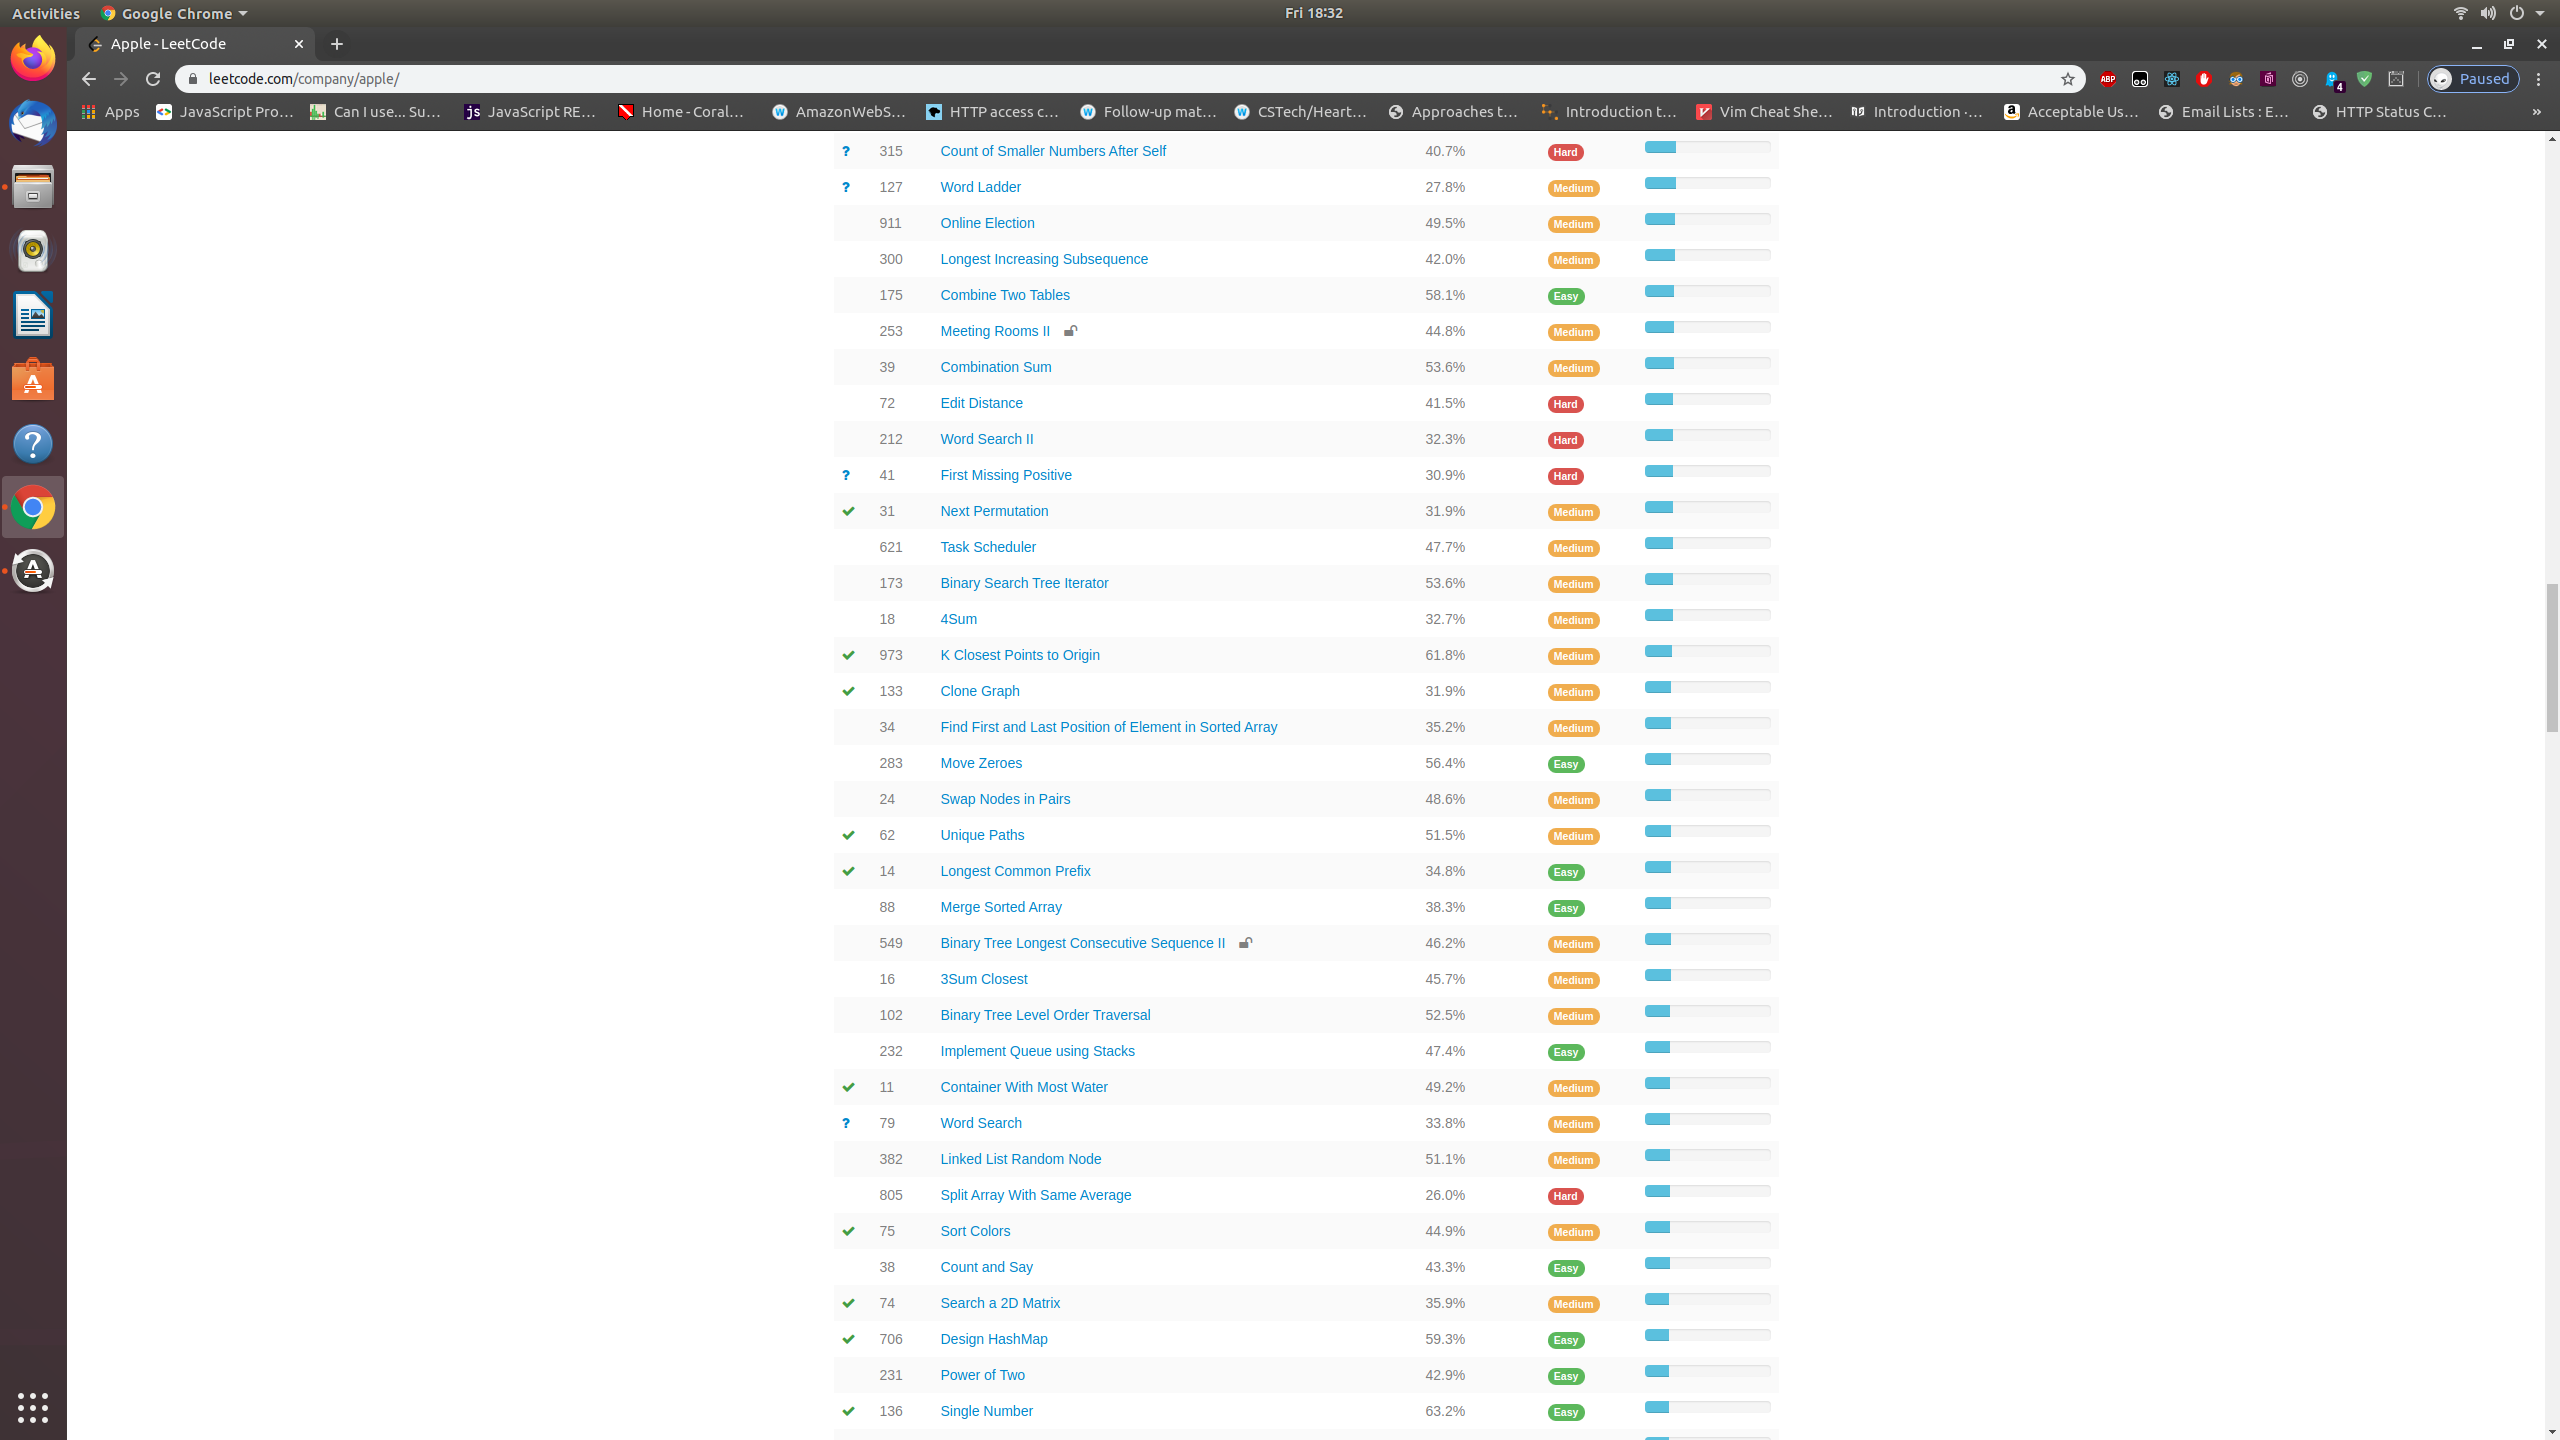 Activities Google Chrome Fri 18:32
Apple - LeetCode
leetcode.com/company/apple/ ABP 4 Paused
Apps JavaScript Pro… Can I use... Su… JavaScript RE… Home - Coral… AmazonWebS… HTTP access c… Follow-up mat… CSTech/Heart… Approaches t… Introduction t… Vim Cheat She… Introduction ·… Acceptable Us… Email Lists : E… HTTP Status C… »
? 315 Count of Smaller Numbers After Self 40.7% Hard
? 127 Word Ladder 27.8% Medium
911 Online Election 49.5% Medium
300 Longest Increasing Subsequence 42.0% Medium
175 Combine Two Tables 58.1% Easy
253 Meeting Rooms II 44.8% Medium
39 Combination Sum 53.6% Medium
72 Edit Distance 41.5% Hard
212 Word Search II 32.3% Hard
? 41 First Missing Positive 30.9% Hard
31 Next Permutation 31.9% Medium
621 Task Scheduler 47.7% Medium
173 Binary Search Tree Iterator 53.6% Medium
18 4Sum 32.7% Medium
973 K Closest Points to Origin 61.8% Medium
133 Clone Graph 31.9% Medium
34 Find First and Last Position of Element in Sorted Array 35.2% Medium
283 Move Zeroes 56.4% Easy
24 Swap Nodes in Pairs 48.6% Medium
62 Unique Paths 51.5% Medium
14 Longest Common Prefix 34.8% Easy
88 Merge Sorted Array 38.3% Easy
549 Binary Tree Longest Consecutive Sequence II 46.2% Medium
16 3Sum Closest 45.7% Medium
102 Binary Tree Level Order Traversal 52.5% Medium
232 Implement Queue using Stacks 47.4% Easy
11 Container With Most Water 49.2% Medium
? 79 Word Search 33.8% Medium
382 Linked List Random Node 51.1% Medium
805 Split Array With Same Average 26.0% Hard
75 Sort Colors 44.9% Medium
38 Count and Say 43.3% Easy
74 Search a 2D Matrix 35.9% Medium
706 Design HashMap 59.3% Easy
231 Power of Two 42.9% Easy
136 Single Number 63.2% Easy